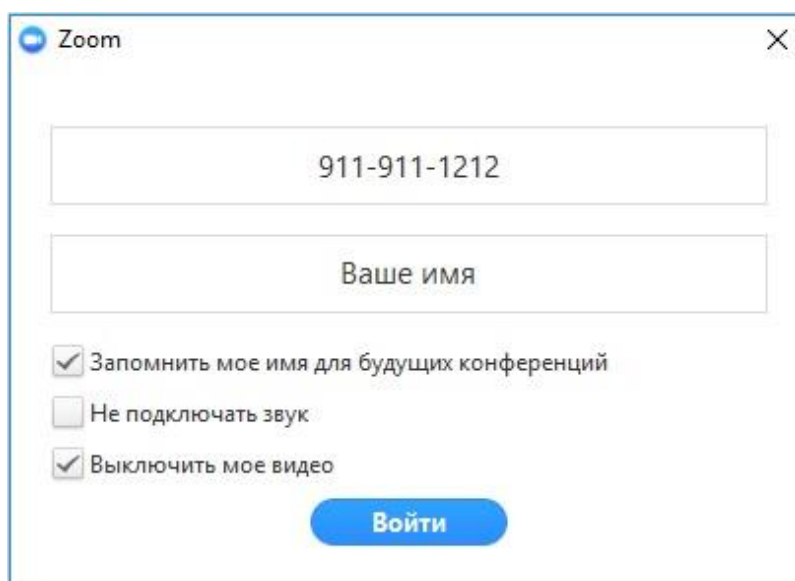 Zoom
911-911-1212
Ваше имя
Запомнить мое имя для будущих конференций
Не подключать звук
Выключить мое видео
Войти